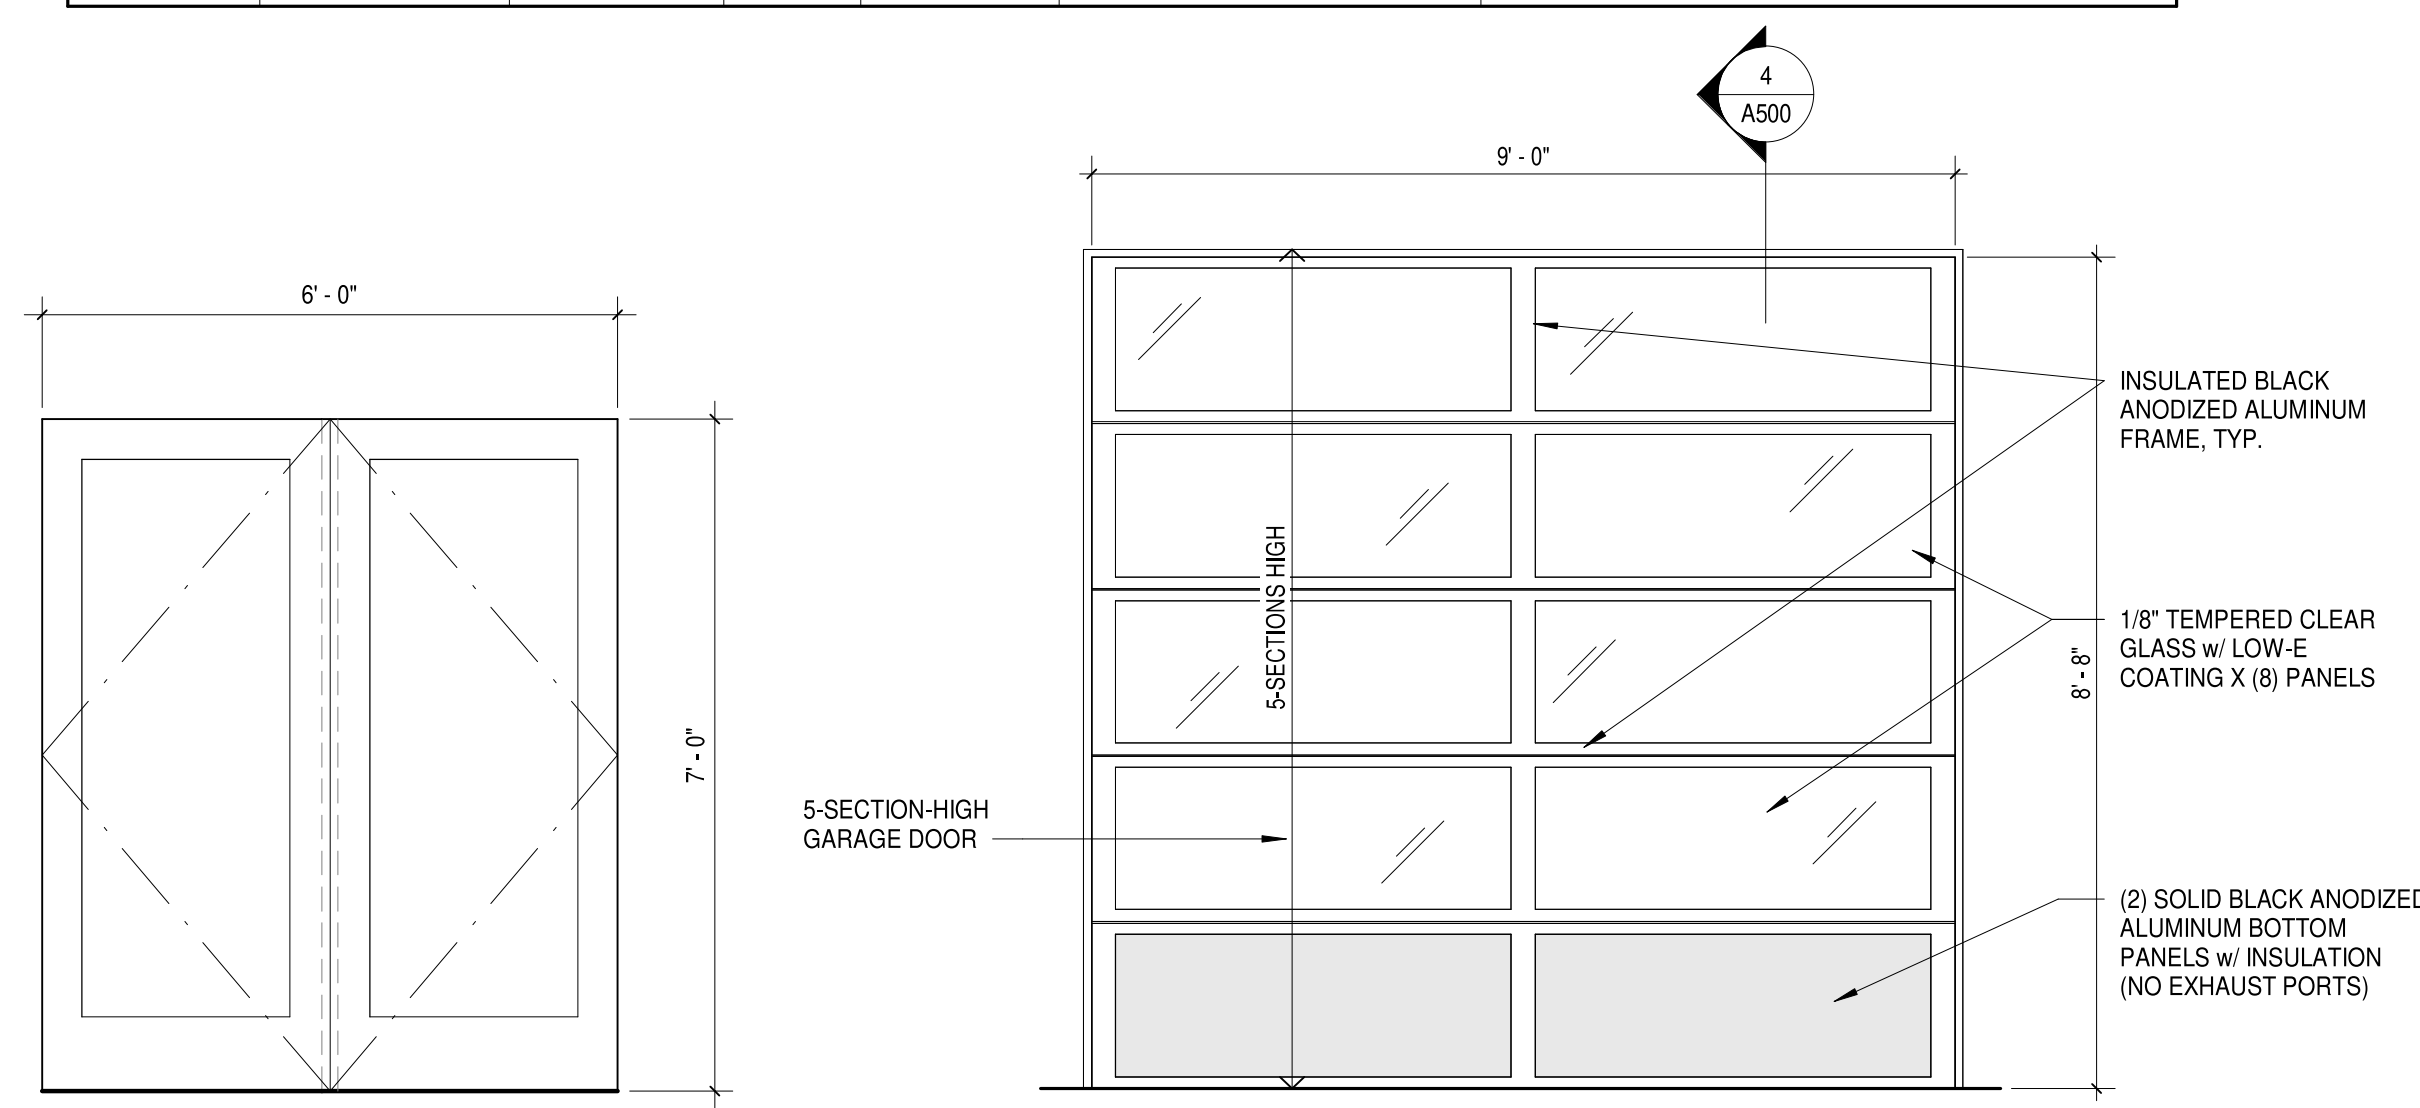 4
A500
9' - 0"
6' - 0"
INSULATED BLACK
ANODIZED ALUMINUM
FRAME, TYP.
5-SECTIONS HIGH
1/8" TEMPERED CLEAR
GLASS w/ LOW-E
COATING X (8) PANELS
8' - 8"
7' - 0"
5-SECTION-HIGH
GARAGE DOOR
(2) SOLID BLACK ANODIZED
ALUMINUM BOTTOM
PANELS w/ INSULATION
(NO EXHAUST PORTS)